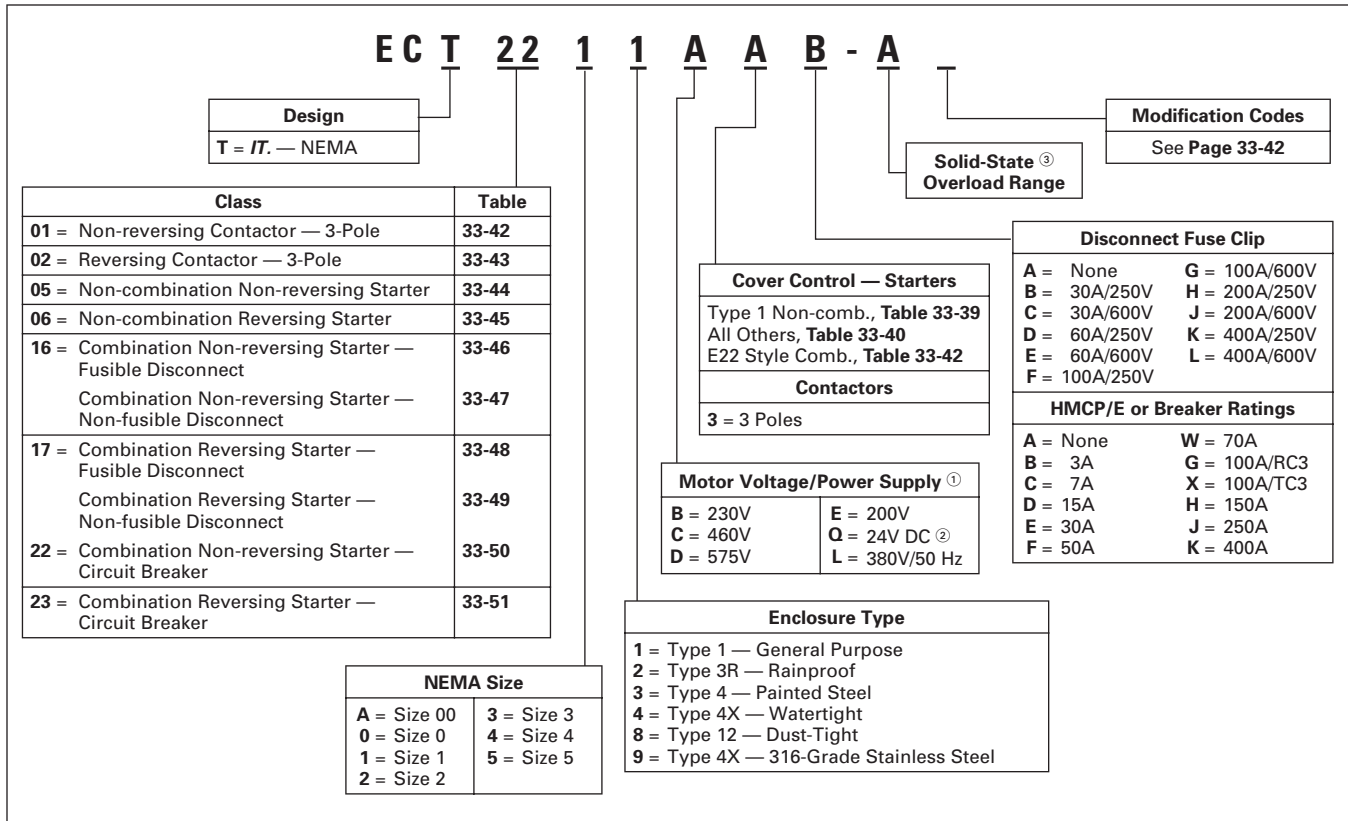 E C T 2 2 1 1 A A B - A _
Design
T = IT. — NEMA
Modification Codes
See Page 33-42
Solid-State ③
Overload Range
Class Table
01 = Non-reversing Contactor — 3-Pole 33-42
02 = Reversing Contactor — 3-Pole 33-43
05 = Non-combination Non-reversing Starter 33-44
06 = Non-combination Reversing Starter 33-45
16 = Combination Non-reversing Starter — 33-46
Fusible Disconnect
Combination Non-reversing Starter — 33-47
Non-fusible Disconnect
17 = Combination Reversing Starter — 33-48
Fusible Disconnect
Combination Reversing Starter — 33-49
Non-fusible Disconnect
22 = Combination Non-reversing Starter — 33-50
Circuit Breaker
23 = Combination Reversing Starter — 33-51
Circuit Breaker
Disconnect Fuse Clip
A = None G = 100A/600V
B = 30A/250V H = 200A/250V
C = 30A/600V J = 200A/600V
D = 60A/250V K = 400A/250V
E = 60A/600V L = 400A/600V
F = 100A/250V
HMCP/E or Breaker Ratings
A = None W = 70A
B = 3A G = 100A/RC3
C = 7A X = 100A/TC3
D = 15A H = 150A
E = 30A J = 250A
F = 50A K = 400A
Cover Control — Starters
Type 1 Non-comb., Table 33-39
All Others, Table 33-40
E22 Style Comb., Table 33-42
Contactors
3 = 3 Poles
Motor Voltage/Power Supply ①
B = 230V E = 200V
C = 460V Q = 24V DC ②
D = 575V L = 380V/50 Hz
Enclosure Type
1 = Type 1 — General Purpose
2 = Type 3R — Rainproof
3 = Type 4 — Painted Steel
4 = Type 4X — Watertight
8 = Type 12 — Dust-Tight
9 = Type 4X — 316-Grade Stainless Steel
NEMA Size
A = Size 00 3 = Size 3
0 = Size 0 4 = Size 4
1 = Size 1 5 = Size 5
2 = Size 2